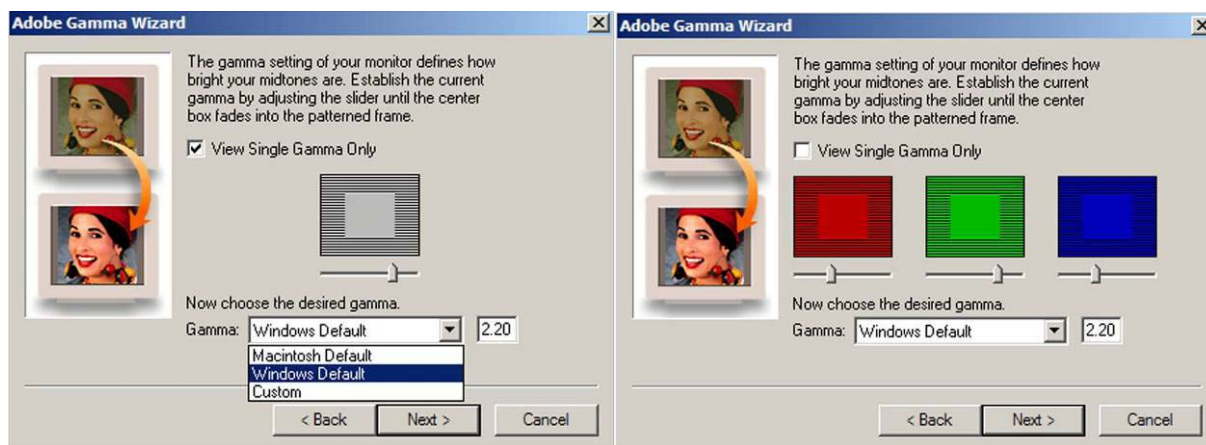 Adobe Gamma Wizard
The gamma setting of your monitor defines how
bright your midtones are. Establish the current
gamma by adjusting the slider until the center
box fades into the patterned frame.
View Single Gamma Only
Now choose the desired gamma.
Gamma: Windows Default 2.20
Macintosh Default
Windows Default
Custom
< Back Next > Cancel
Adobe Gamma Wizard
The gamma setting of your monitor defines how
bright your midtones are. Establish the current
gamma by adjusting the slider until the center
box fades into the patterned frame.
View Single Gamma Only
Now choose the desired gamma.
Gamma: Windows Default 2.20
< Back Next > Cancel